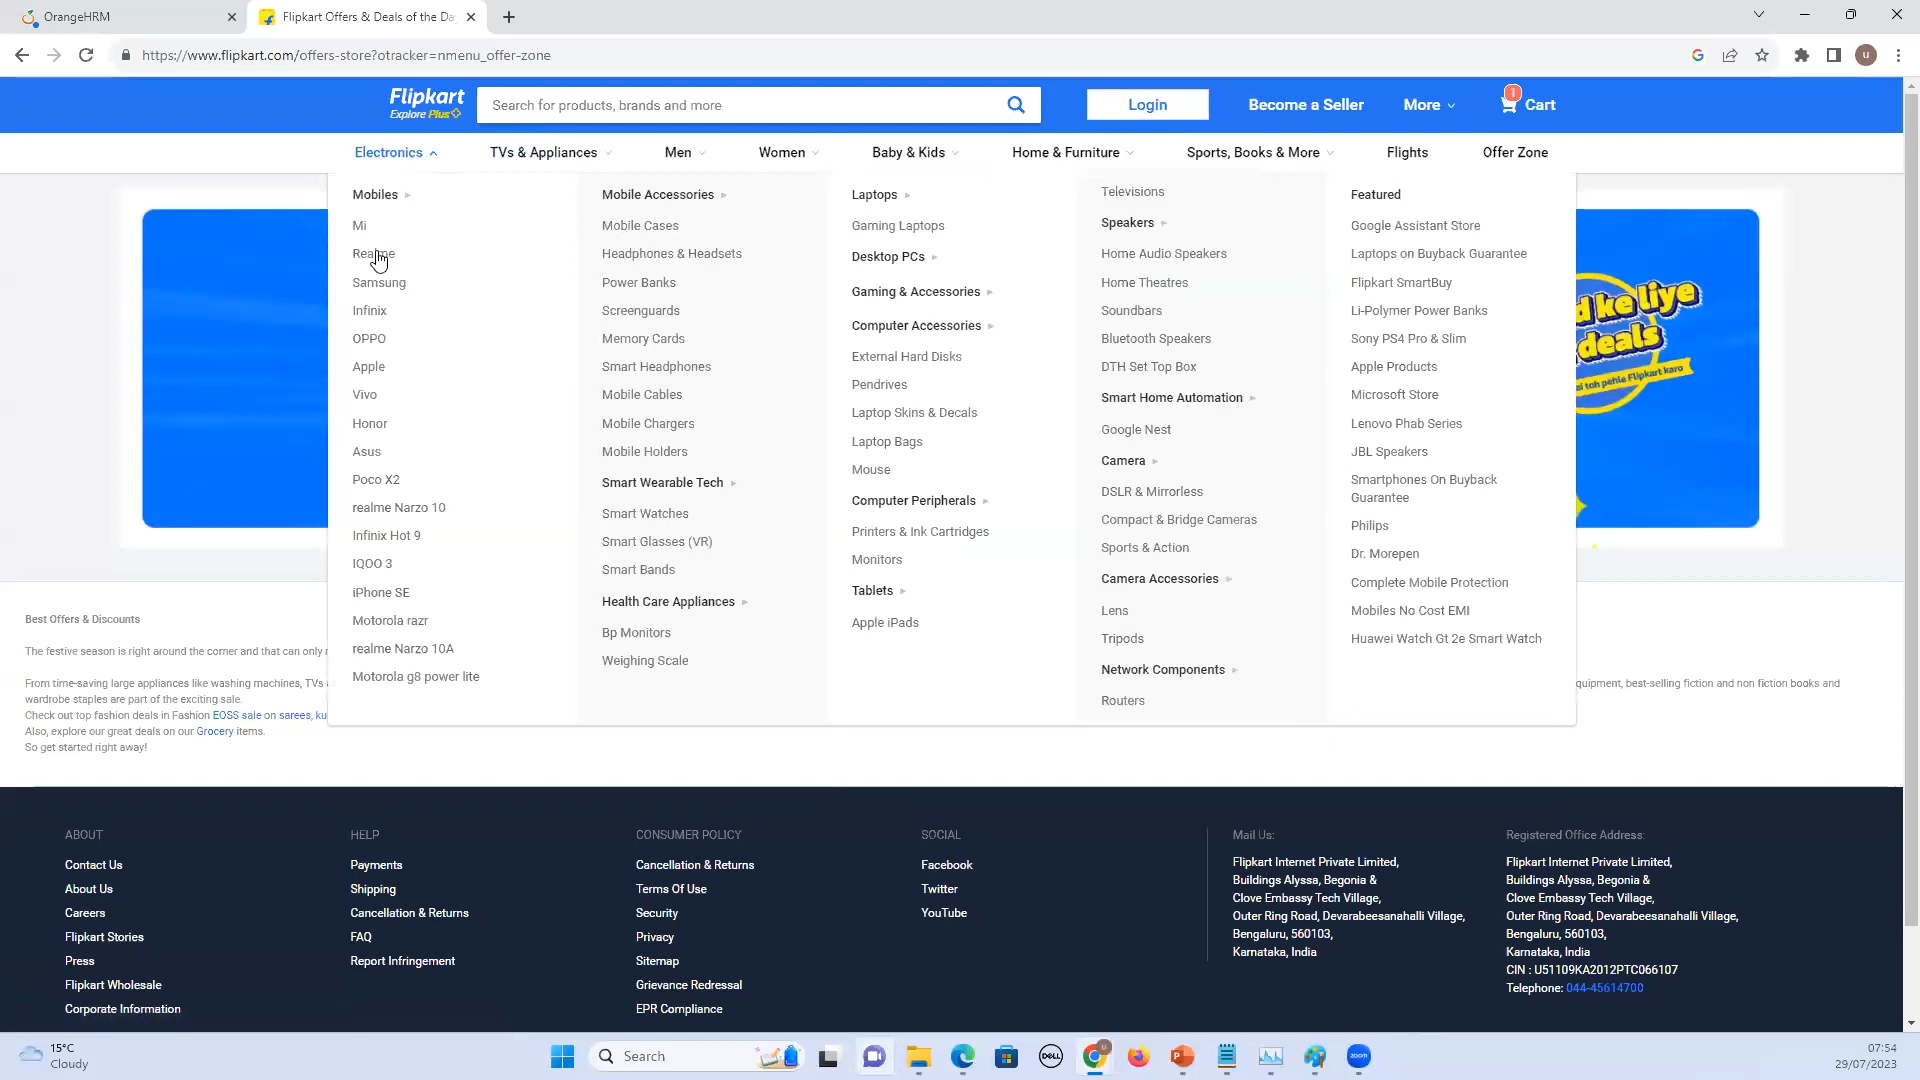 OrangeHRM
Flipkart Offers & Deals of the Da
https://www.flipkart.com/offers-store?otracker=nmenu_offer-zone
u
Flipkart
Explore Plus
Search for products, brands and more
Login
Become a Seller
More
1
Cart
Electronics
TVs & Appliances
Men
Women
Baby & Kids
Home & Furniture
Sports, Books & More
Flights
Offer Zone
Mobiles
Mi
Realme
Samsung
Infinix
OPPO
Apple
Vivo
Honor
Asus
Poco X2
realme Narzo 10
Infinix Hot 9
IQOO 3
iPhone SE
Motorola razr
realme Narzo 10A
Motorola g8 power lite
Mobile Accessories
Mobile Cases
Headphones & Headsets
Power Banks
Screenguards
Memory Cards
Smart Headphones
Mobile Cables
Mobile Chargers
Mobile Holders
Smart Wearable Tech
Smart Watches
Smart Glasses (VR)
Smart Bands
Health Care Appliances
Bp Monitors
Weighing Scale
Laptops
Gaming Laptops
Desktop PCs
Gaming & Accessories
Computer Accessories
External Hard Disks
Pendrives
Laptop Skins & Decals
Laptop Bags
Mouse
Computer Peripherals
Printers & Ink Cartridges
Monitors
Tablets
Apple iPads
Televisions
Speakers
Home Audio Speakers
Home Theatres
Soundbars
Bluetooth Speakers
DTH Set Top Box
Smart Home Automation
Google Nest
Camera
DSLR & Mirrorless
Compact & Bridge Cameras
Sports & Action
Camera Accessories
Lens
Tripods
Network Components
Routers
Featured
Google Assistant Store
Laptops on Buyback Guarantee
Flipkart SmartBuy
Li-Polymer Power Banks
Sony PS4 Pro & Slim
Apple Products
Microsoft Store
Lenovo Phab Series
JBL Speakers
Smartphones On Buyback
Guarantee
Philips
Dr. Morepen
Complete Mobile Protection
Mobiles No Cost EMI
Huawei Watch Gt 2e Smart Watch
d ke liye
deals
ai toh pehle Flipkart karo
Best Offers & Discounts
The festive season is right around the corner and that can only
From time-saving large appliances like washing machines, TVs
quipment, best-selling fiction and non fiction books and
wardrobe staples are part of the exciting sale.
Check out top fashion deals in Fashion EOSS sale on sarees, ku
Also, explore our great deals on our Grocery items.
So get started right away!
ABOUT
Contact Us
About Us
Careers
Flipkart Stories
Press
Flipkart Wholesale
Corporate Information
HELP
Payments
Shipping
Cancellation & Returns
FAQ
Report Infringement
CONSUMER POLICY
Cancellation & Returns
Terms Of Use
Security
Privacy
Sitemap
Grievance Redressal
EPR Compliance
SOCIAL
Facebook
Twitter
YouTube
Mail Us:
Flipkart Internet Private Limited,
Buildings Alyssa, Begonia &
Clove Embassy Tech Village,
Outer Ring Road, Devarabeesanahalli Village,
Bengaluru, 560103,
Karnataka, India
Registered Office Address:
Flipkart Internet Private Limited,
Buildings Alyssa, Begonia &
Clove Embassy Tech Village,
Outer Ring Road, Devarabeesanahalli Village,
Bengaluru, 560103,
Karnataka, India
CIN : U51109KA2012PTC066107
Telephone: 044-45614700
15°C
Cloudy
Search
DELL
zoom
07:54
29/07/2023